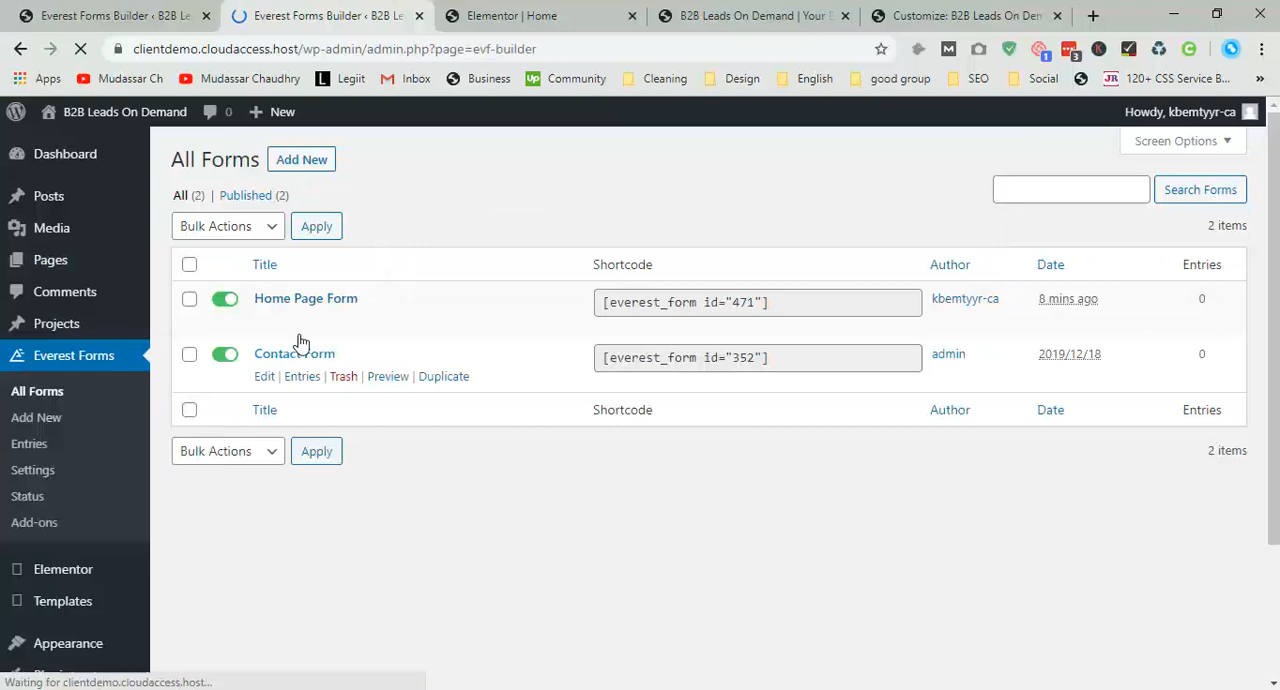 Everest Forms Builder ‹ B2B Le
Everest Forms Builder ‹ B2B Le
Elementor | Home
B2B Leads On Demand | Your E
Customize: B2B Leads On Dem
clientdemo.cloudaccess.host/wp-admin/admin.php?page=evf-builder
Apps
Mudassar Ch
Mudassar Chaudhry
Legiit
Inbox
Business
Community
Cleaning
Design
English
good group
SEO
Social
120+ CSS Service B...
B2B Leads On Demand
0
New
Howdy, kbemtyyr-ca
Dashboard
Posts
Media
Pages
Comments
Projects
Everest Forms
All Forms
Add New
Entries
Settings
Status
Add-ons
Elementor
Templates
Appearance
Screen Options
All Forms Add New
All (2) | Published (2)
Search Forms
Bulk Actions Apply
2 items
Title Shortcode Author Date Entries
Home Page Form [everest_form id="471"] kbemtyyr-ca 8 mins ago 0
Contact Form [everest_form id="352"] admin 2019/12/18 0
Edit | Entries | Trash | Preview | Duplicate
Title Shortcode Author Date Entries
Bulk Actions Apply
2 items
Waiting for clientdemo.cloudaccess.host...